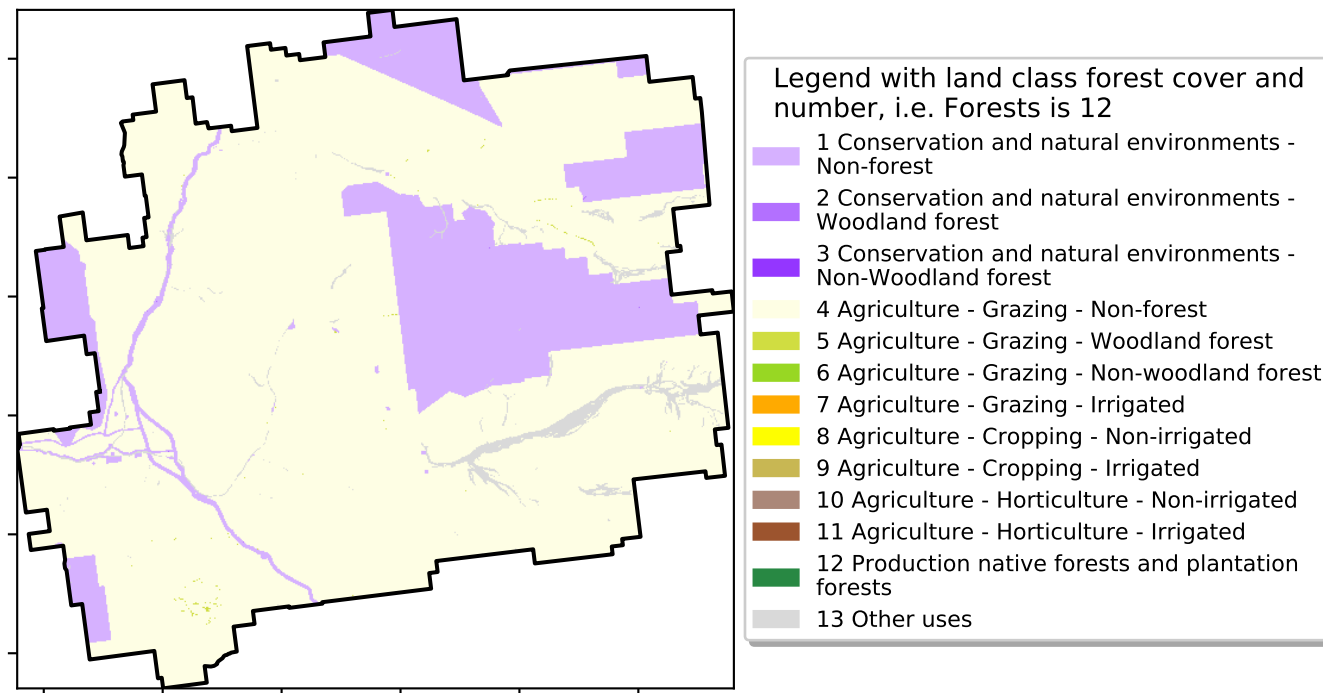 Legend with land class forest cover and
number, i.e. Forests is 12
1 Conservation and natural environments -
Non-forest
2 Conservation and natural environments -
Woodland forest
3 Conservation and natural environments -
Non-Woodland forest
4 Agriculture - Grazing - Non-forest
5 Agriculture - Grazing - Woodland forest
6 Agriculture - Grazing - Non-woodland forest
7 Agriculture - Grazing - Irrigated
8 Agriculture - Cropping - Non-irrigated
9 Agriculture - Cropping - Irrigated
10 Agriculture - Horticulture - Non-irrigated
11 Agriculture - Horticulture - Irrigated
12 Production native forests and plantation
forests
13 Other uses